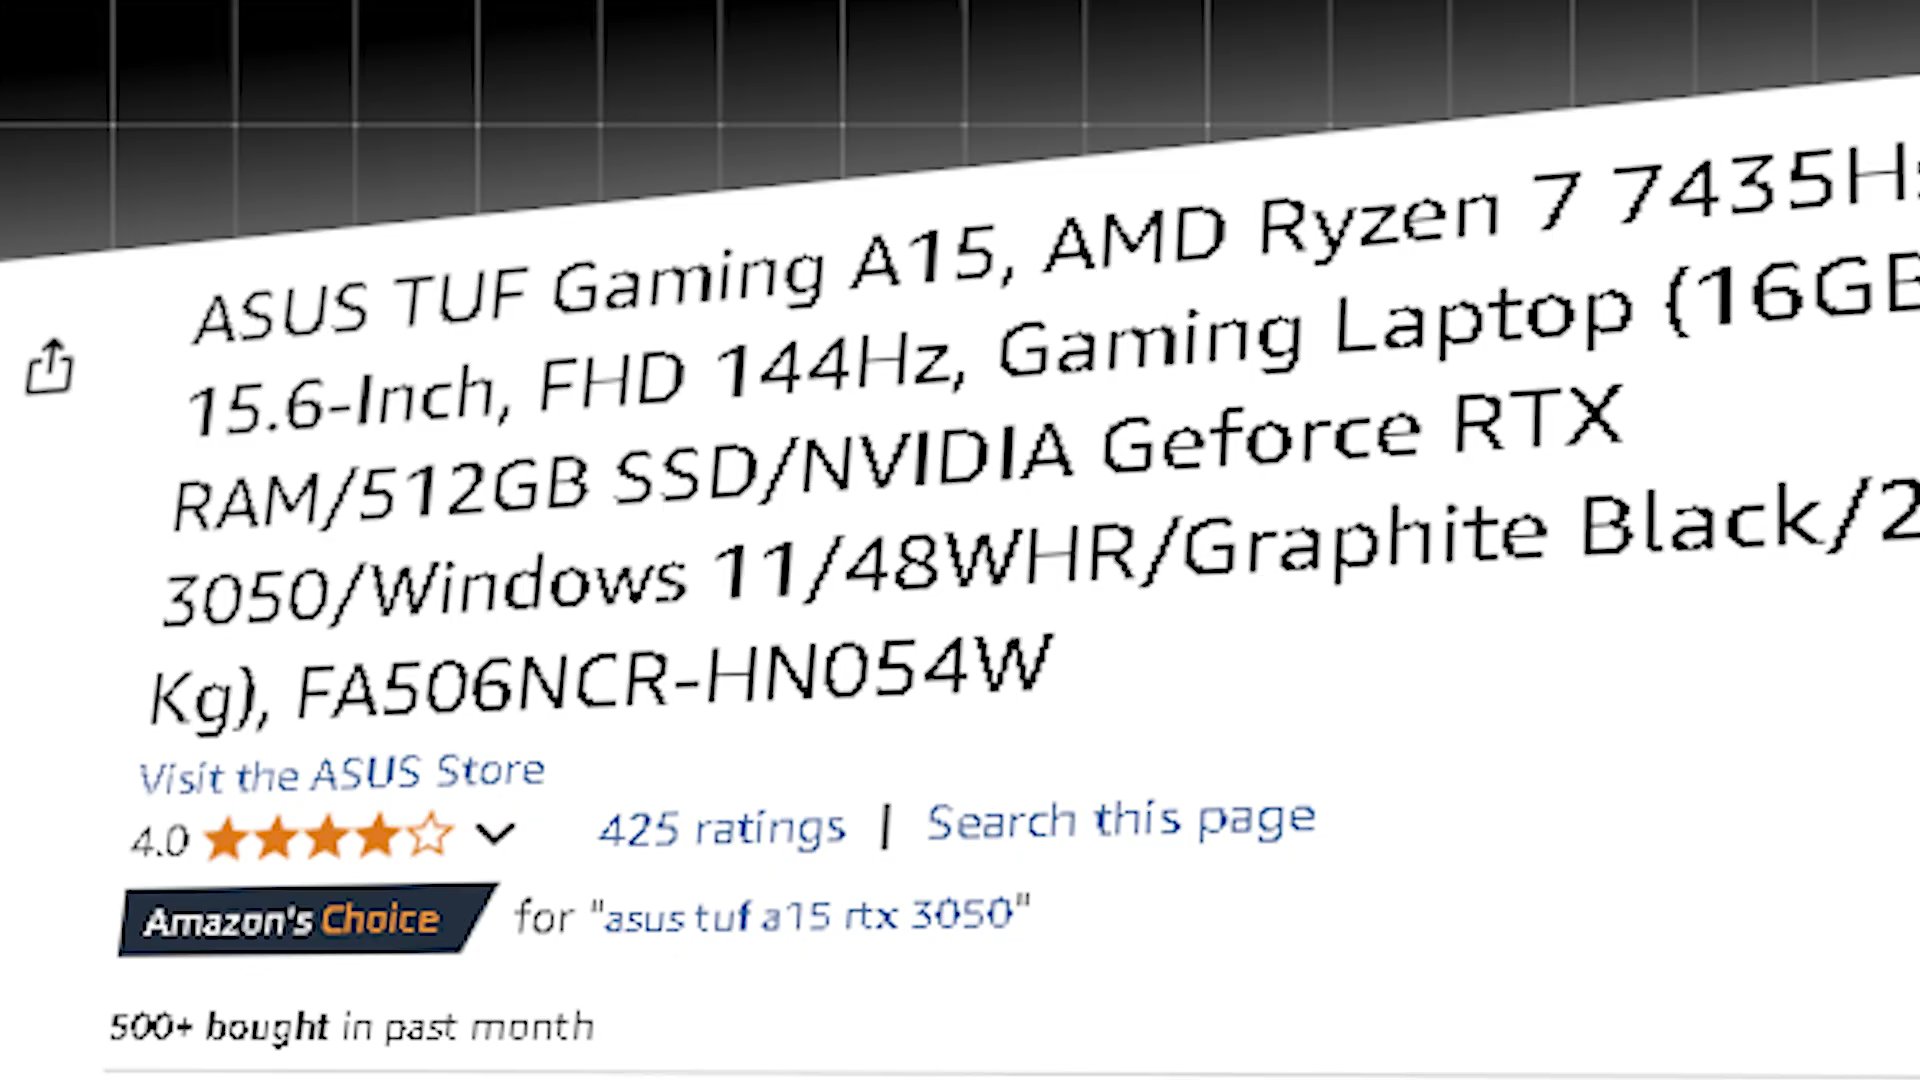 ASUS TUF Gaming A15, AMD Ryzen 7 7435Hs
15.6-Inch, FHD 144Hz, Gaming Laptop (16GB
RAM/512GB SSD/NVIDIA Geforce RTX
3050/Windows 11/48WHR/Graphite Black/2
Kg), FA506NCR-HN054W
Visit the ASUS Store
4.0 425 ratings | Search this page
Amazon's Choice for "asus tuf a15 rtx 3050"
500+ bought in past month